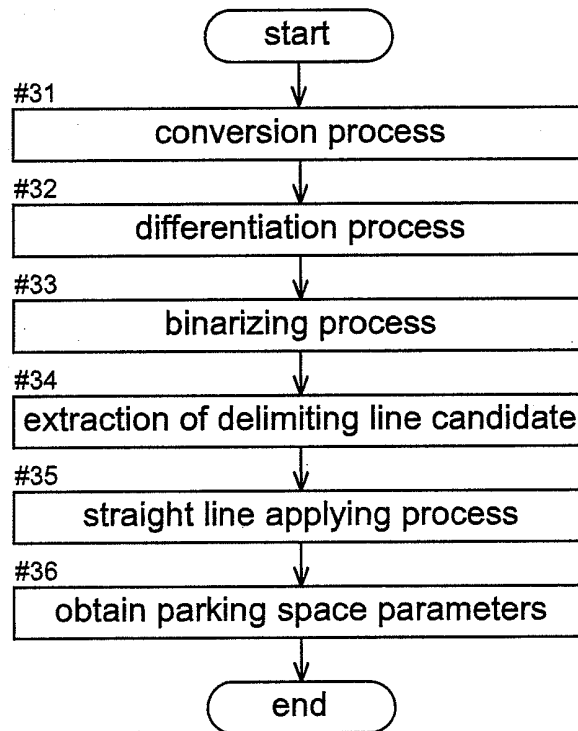 start
#31
conversion process
#32
differentiation process
#33
binarizing process
#34
extraction of delimiting line candidate
#35
straight line applying process
#36
obtain parking space parameters
end